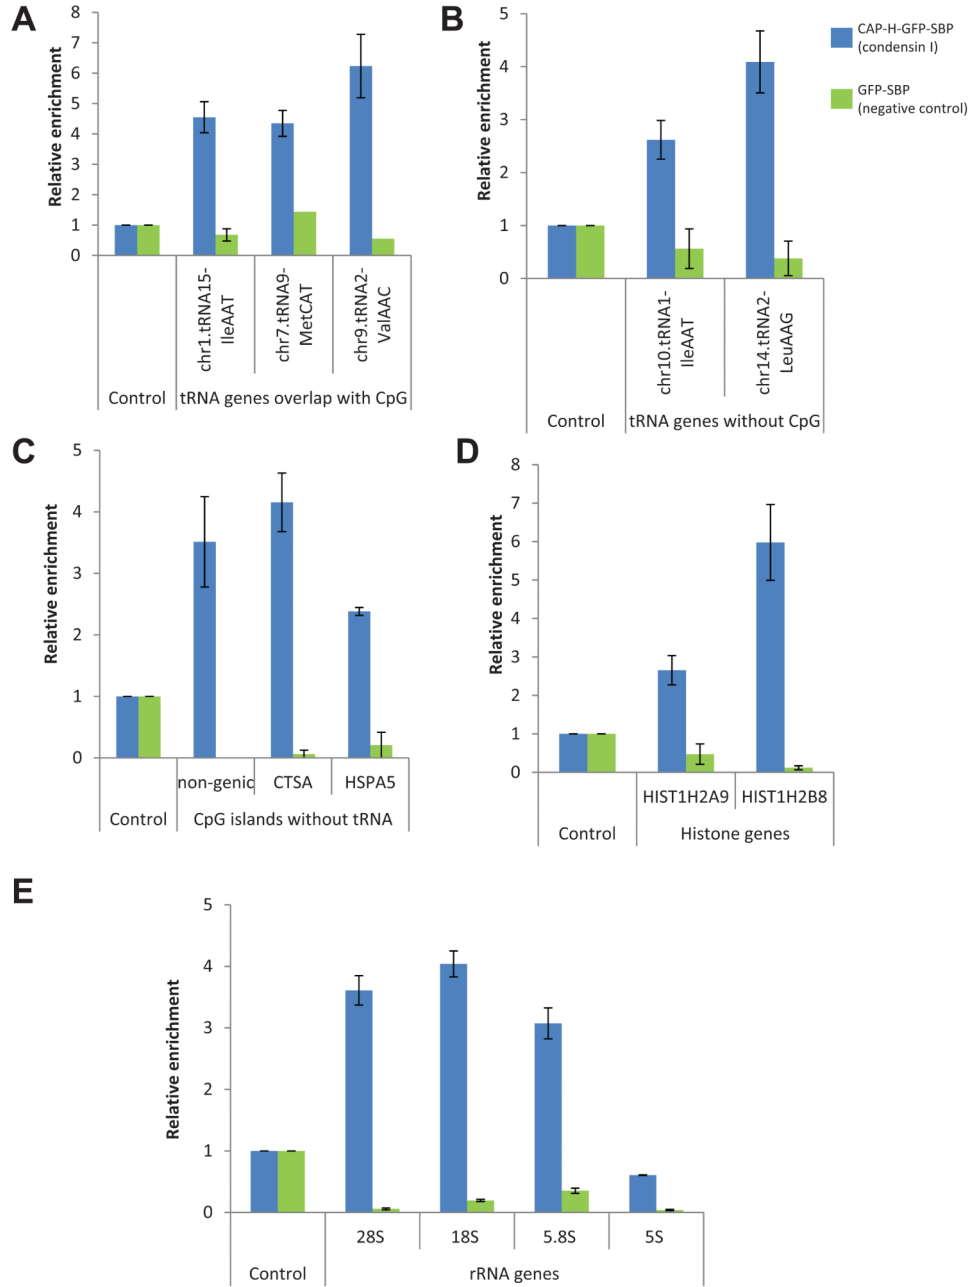 A
Relative enrichment
8
7
6
5
4
3
2
1
0
chr1.tRNA15-
IleAAT
chr7.tRNA9-
MetCAT
chr9.tRNA2-
ValAAC
Control
tRNA genes overlap with CpG
B
Relative enrichment
5
4
3
2
1
0
chr10.tRNA1-
IleAAT
chr14.tRNA2-
LeuAAG
Control
tRNA genes without CpG
CAP-H-GFP-SBP
(condensin I)
GFP-SBP
(negative control)
C
Relative enrichment
5
4
3
2
1
0
non-genic
CTSA
HSPA5
Control
CpG islands without tRNA
D
Relative enrichment
8
7
6
5
4
3
2
1
0
HIST1H2A9
HIST1H2B8
Control
Histone genes
E
Relative enrichment
5
4
3
2
1
0
28S
18S
5.8S
5S
Control
rRNA genes